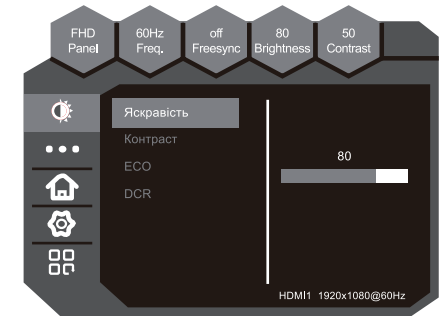 FHD
Panel
60Hz
Freq.
off
Freesync
80
Brightness
50
Contrast
Яскравість
Контраст
ECO
DCR
80
HDMI1 1920x1080@60Hz